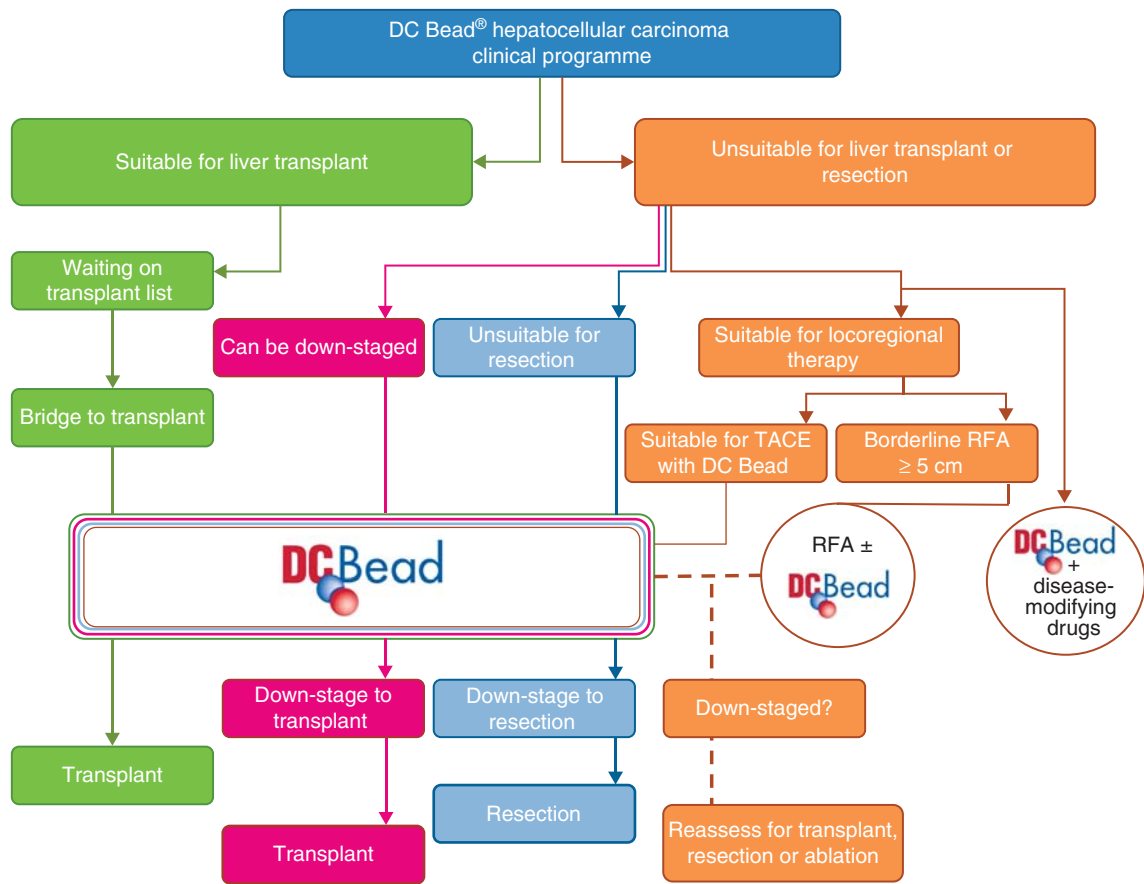 DC Bead® hepatocellular carcinoma
clinical programme
Suitable for liver transplant
Unsuitable for liver transplant or
resection
Waiting on
transplant list
Can be down-staged
Unsuitable for
resection
Suitable for locoregional
therapy
Bridge to transplant
Suitable for TACE
with DC Bead
Borderline RFA
≥ 5 cm
DCBead
RFA ±
DCBead
DCBead
+
disease-
modifying
drugs
Down-stage to
transplant
Down-stage to
resection
Down-staged?
Transplant
Resection
Transplant
Reassess for transplant,
resection or ablation